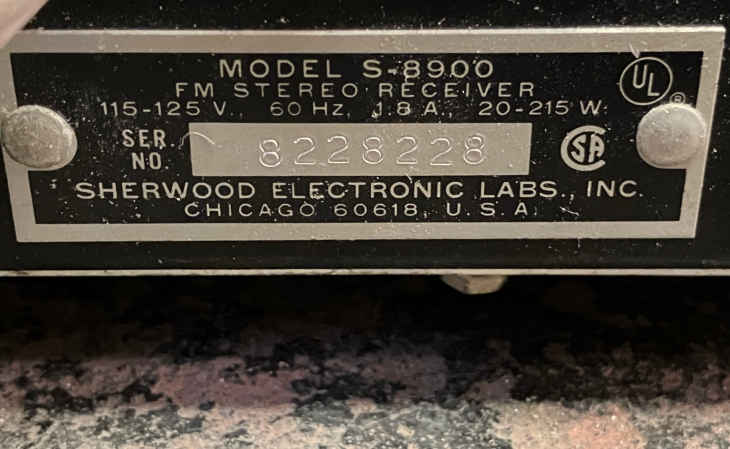 MODEL S-8900
FM STEREO RECEIVER
115-125 V, 60 Hz, 1.8 A, 20-215 W.
UL ®
SER. NO. 8228228
SA
SHERWOOD ELECTRONIC LABS., INC.
CHICAGO 60618, U. S. A.